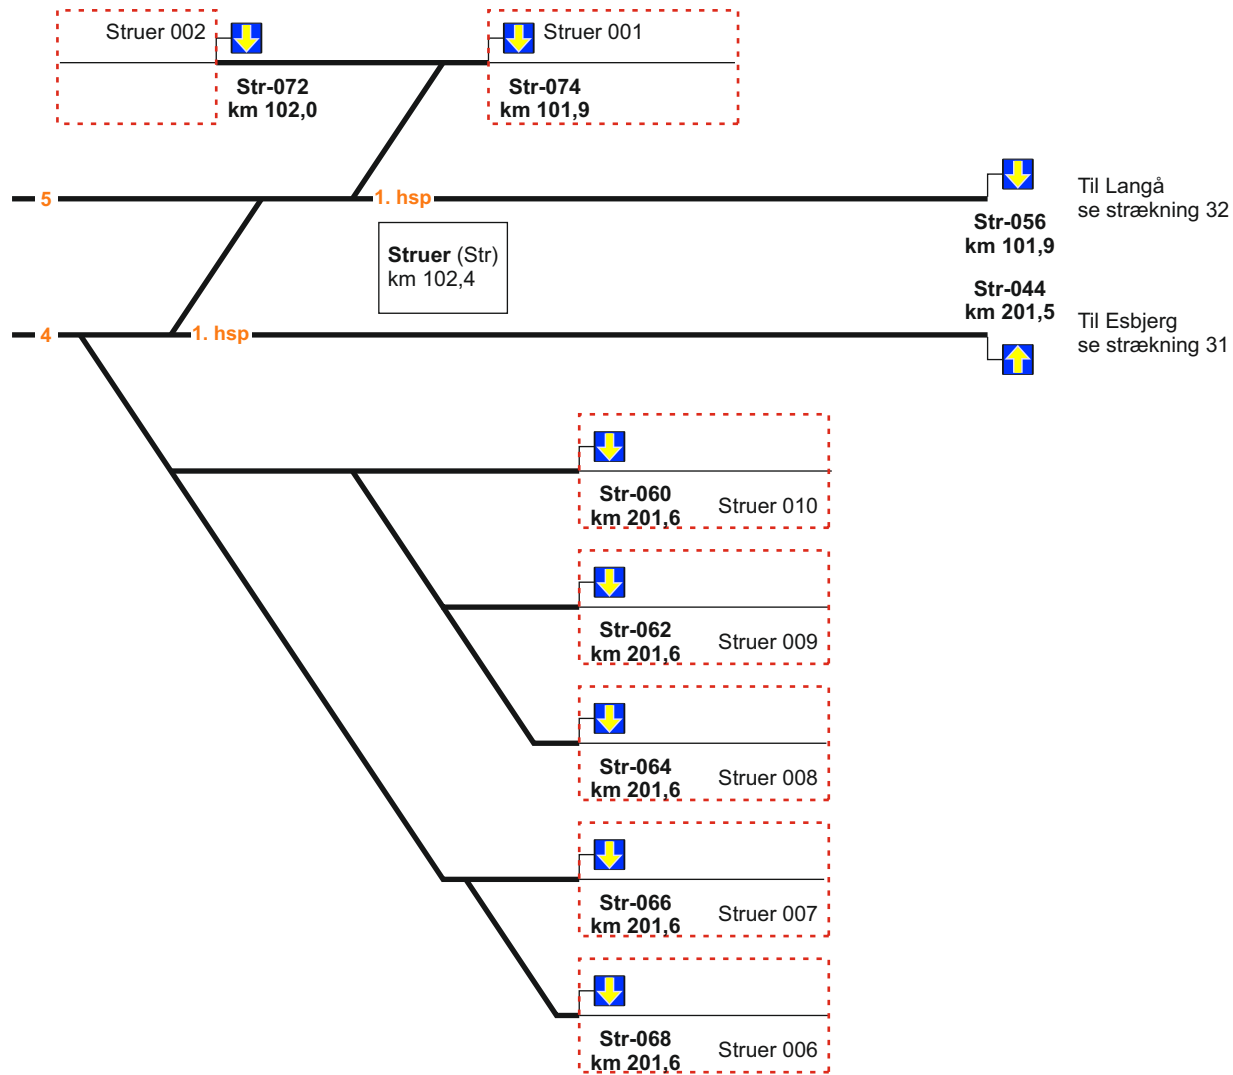 Struer 002
Struer 001
Str-072
km 102,0
Str-074
km 101,9
5
1. hsp
Til Langå
se strækning 32
Str-056
km 101,9
Struer (Str)
km 102,4
Str-044
km 201,5
4
1. hsp
Til Esbjerg
se strækning 31
Str-060
km 201,6
Struer 010
Str-062
km 201,6
Struer 009
Str-064
km 201,6
Struer 008
Str-066
km 201,6
Struer 007
Str-068
km 201,6
Struer 006